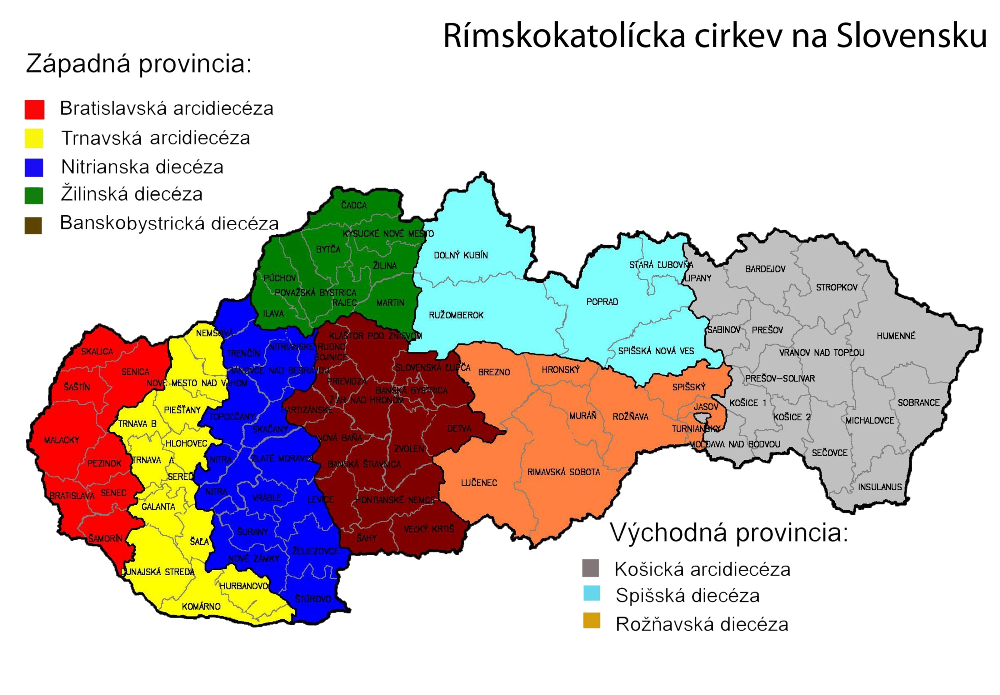 Rímskokatolícka cirkev na Slovensku
Západná provincia:
Bratislavská arcidiecéza
Trnavská arcidiecéza
Nitrianska diecéza
Žilinská diecéza
Banskobystrická diecéza
ČADCA
KYSUCKÉ NOVÉ MESTO
BYTČA
ŽILINA
PÚCHOV
POVAŽSKÁ BYSTRICA
RAJEC
MARTIN
ILAVA
DOLNÝ KUBÍN
RUŽOMBEROK
STARÁ ĽUBOVŇA
POPRAD
SPIŠSKÁ NOVÁ VES
LIPANY
BARDEJOV
STROPKOV
SABINOV
PREŠOV
HUMENNÉ
VRANOV NAD TOPĽOU
PREŠOV–SOLIVAR
KOŠICE 1
KOŠICE 2
MICHALOVCE
SOBRANCE
MOLDAVA NAD BODVOU
SEČOVCE
INSULANUS
BREZNO
HRONSKÝ
SPIŠSKÝ
JASOV
MURÁŇ
ROŽŇAVA
TURNIANSKY
LUČENEC
RIMAVSKÁ SOBOTA
KLÁŠTOR POD ZNIEVOM
NITRIANSKE RUDNO
BOJNICE
SLOVENSKÁ ĽUPČA
PRIEVIDZA
BANSKÁ BYSTRICA
ŽIAR NAD HRONOM
PARTIZÁNSKE
DETVA
NOVÁ BAŇA
ZVOLEN
BANSKÁ ŠTIAVNICA
HONTIANSKÉ NEMCE
VEĽKÝ KRTÍŠ
ŠAHY
NEMŠOVÁ
TRENČÍN
BÁNOVCE NAD BEBRAVOU
TOPOĽČANY
SKAČANY
NITRA
ZLATÉ MORAVCE
NITRA
VRÁBLE
LEVICE
ŠURANY
NOVÉ ZÁMKY
ŽELIEZOVCE
ŠTÚROVO
NOVÉ MESTO NAD VÁHOM
PIEŠŤANY
TRNAVA B
HLOHOVEC
TRNAVA A
SEREĎ
GALANTA
ŠAĽA
DUNAJSKÁ STREDA
HURBANOVO
KOMÁRNO
SKALICA
SENICA
ŠAŠTÍN
MALACKY
PEZINOK
BRATISLAVA
SENEC
ŠAMORÍN
Východná provincia:
Košická arcidiecéza
Spišská diecéza
Rožňavská diecéza